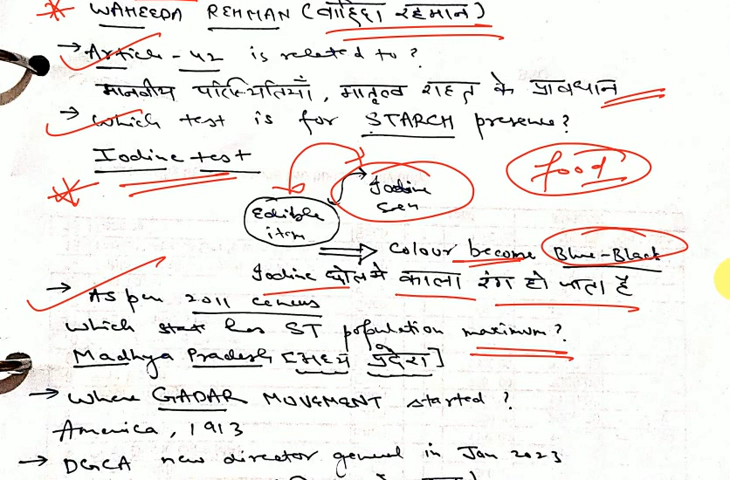 * WAHEEDA REHMAN (वाहिदा रहमान)
→ Article-42 is related to?
मानवीय परिस्थितियाँ, मातृत्व राहत के प्रावधान
→ Which test is for STARCH presence?
Iodine test
food
Iodine
Edible
item
⇒ Colour become Blue-Black
Iodine घोल मे काला रंग हो जाता है
→ As per 2011 census
which state has ST population maximum?
Madhya Pradesh [मध्य प्रदेश]
→ Where GADAR MOVEMENT started?
America, 1913
→ DGCA new director general in Jan 2023